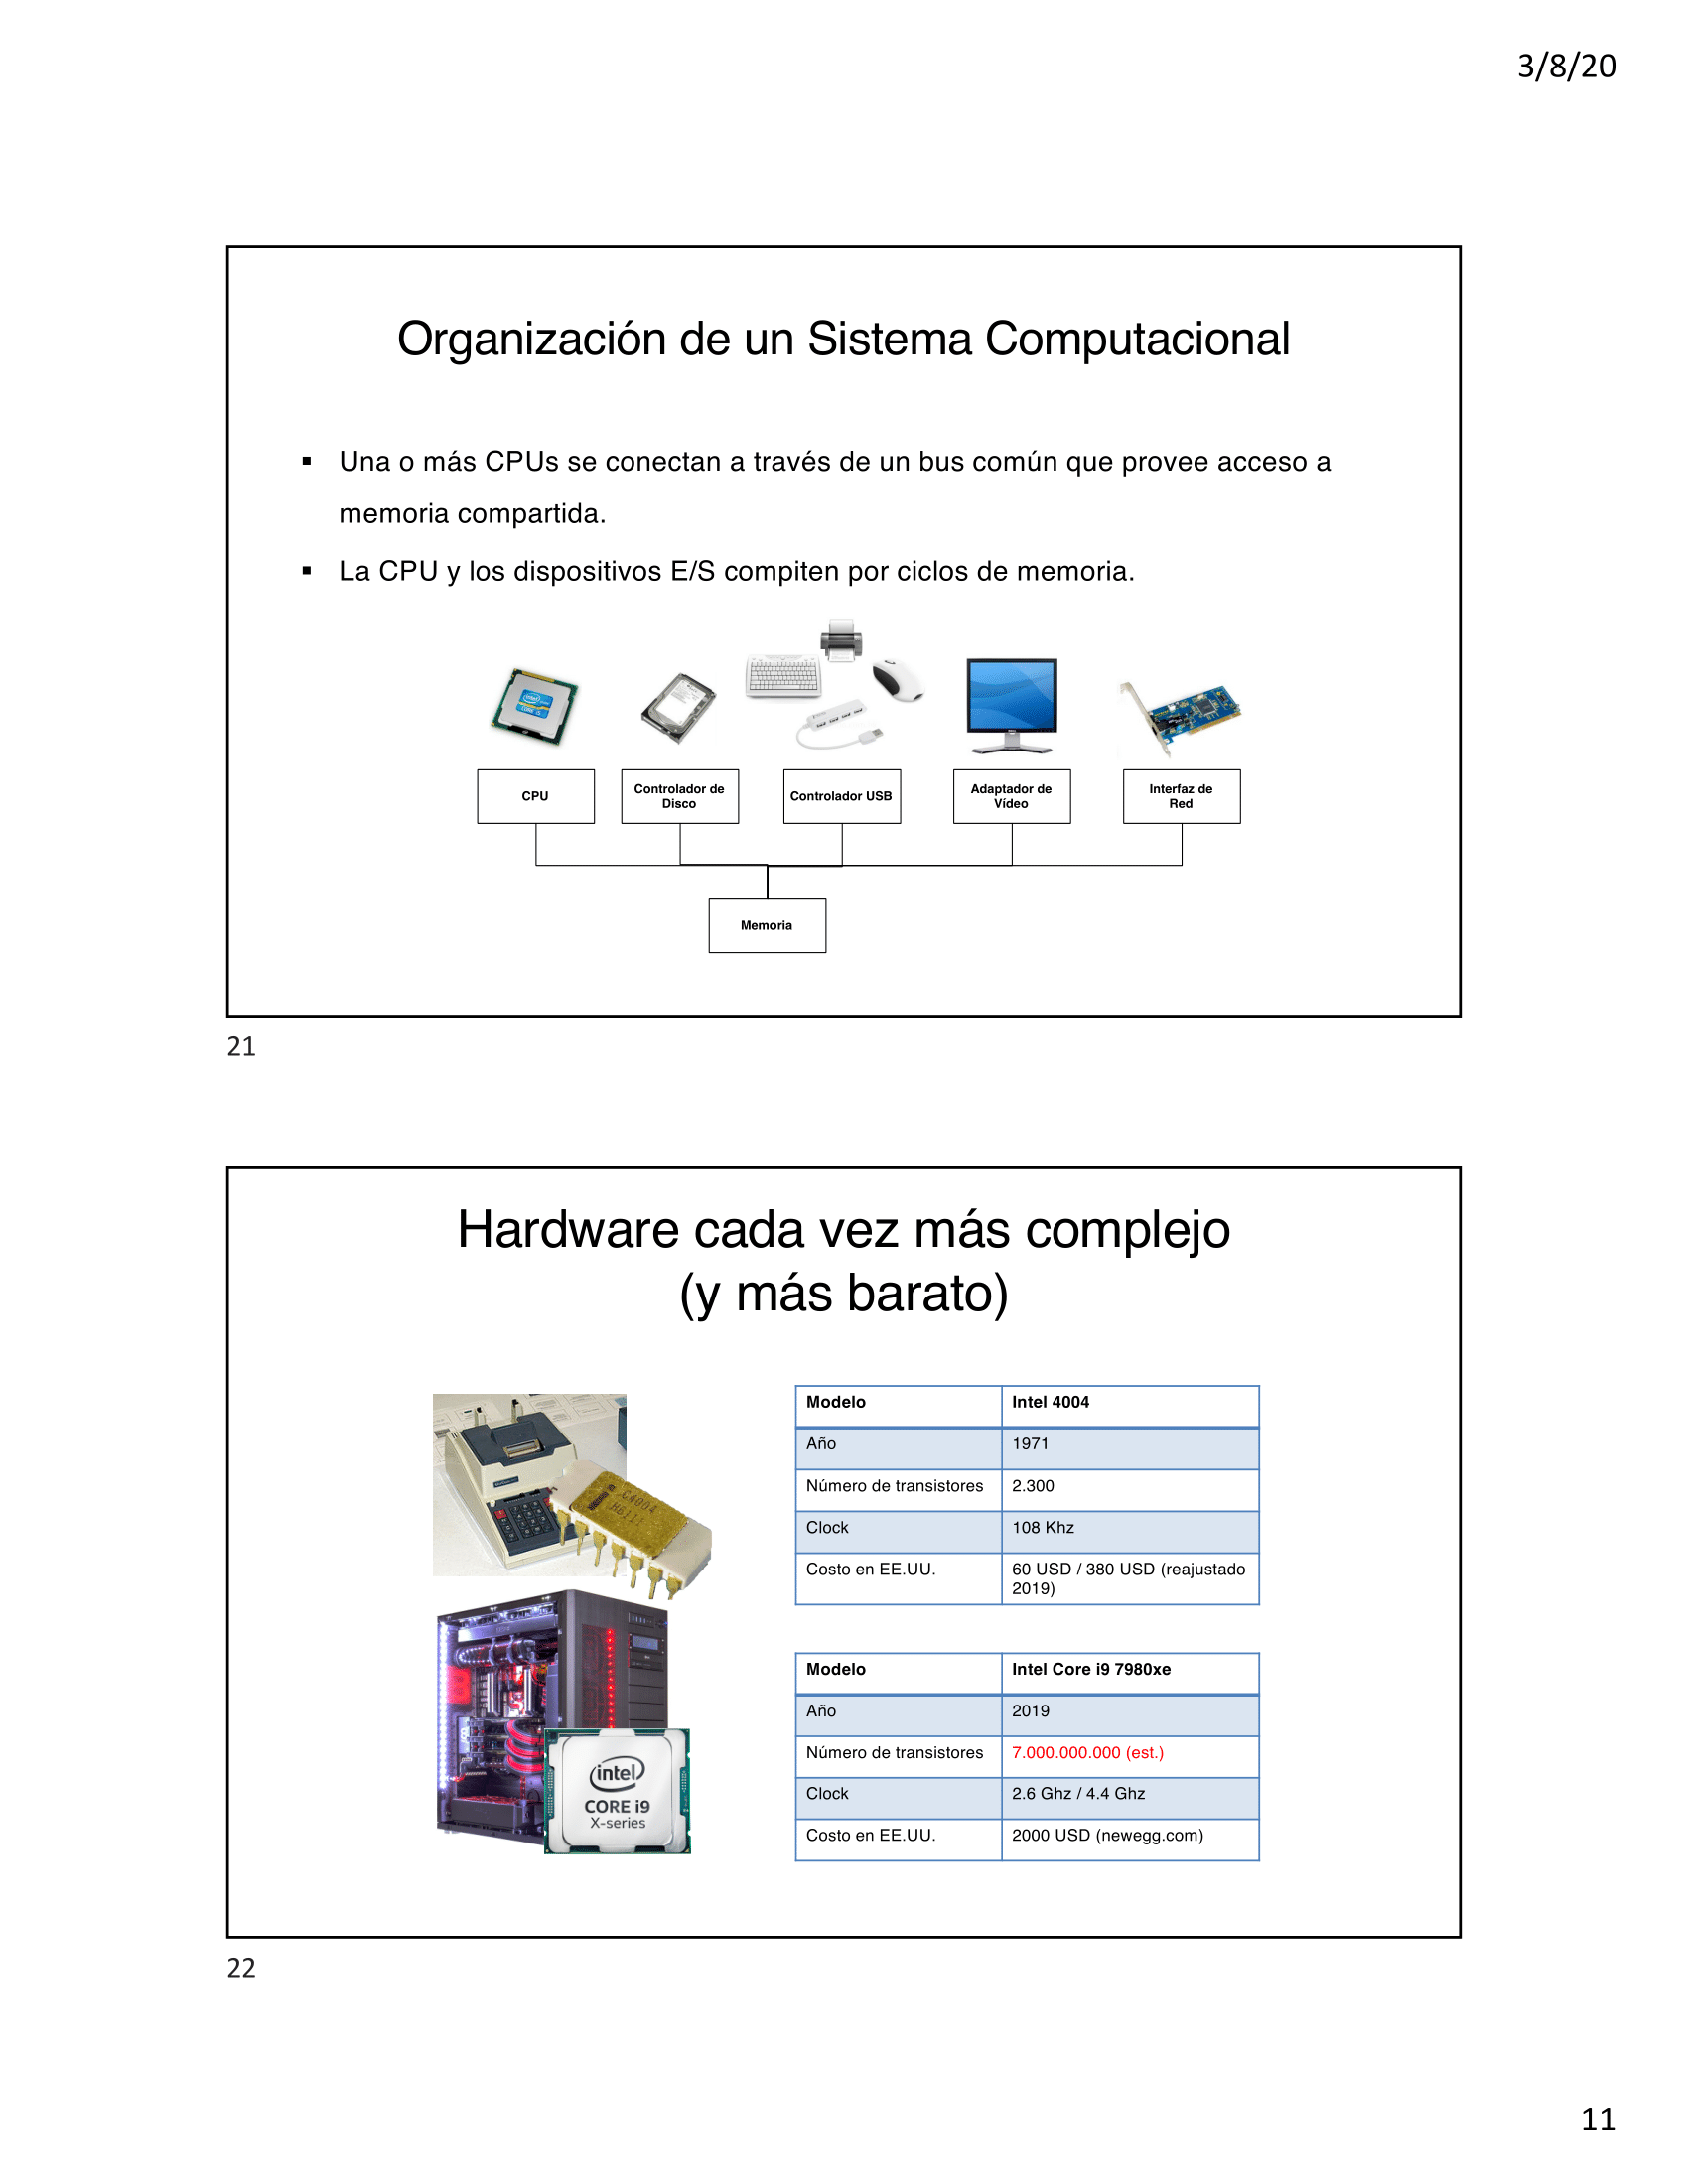 3/8/20
Organización de un Sistema Computacional
▪ Una o más CPUs se conectan a través de un bus común que provee acceso a
memoria compartida.
▪ La CPU y los dispositivos E/S compiten por ciclos de memoria.
CPU
Controlador de
Disco
Controlador USB
Adaptador de
Vídeo
Interfaz de
Red
Memoria
21
Hardware cada vez más complejo
(y más barato)
C4004
Modelo Intel 4004
Año 1971
Número de transistores 2.300
Clock 108 Khz
Costo en EE.UU. 60 USD / 380 USD (reajustado
2019)
intel
CORE i9
X-series
Modelo Intel Core i9 7980xe
Año 2019
Número de transistores 7.000.000.000 (est.)
Clock 2.6 Ghz / 4.4 Ghz
Costo en EE.UU. 2000 USD (newegg.com)
22
11